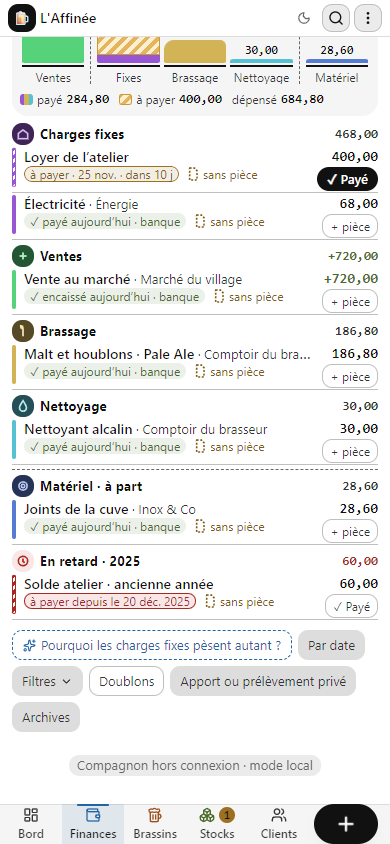 L'Affinée
30,00
28,60
Ventes
Fixes
Brassage
Nettoyage
Matériel
payé 284,80 à payer 400,00 dépensé 684,80
Charges fixes 468,00
Loyer de l'atelier 400,00
à payer · 25 nov. · dans 10 j sans pièce ✓ Payé
Électricité · Énergie 68,00
✓ payé aujourd'hui · banque sans pièce + pièce
Ventes +720,00
Vente au marché · Marché du village +720,00
✓ encaissé aujourd'hui · banque sans pièce + pièce
Brassage 186,80
Malt et houblons · Pale Ale · Comptoir du bra... 186,80
✓ payé aujourd'hui · banque sans pièce + pièce
Nettoyage 30,00
Nettoyant alcalin · Comptoir du brasseur 30,00
✓ payé aujourd'hui · banque sans pièce + pièce
Matériel · à part 28,60
Joints de la cuve · Inox & Co 28,60
✓ payé aujourd'hui · banque sans pièce + pièce
En retard · 2025 60,00
Solde atelier · ancienne année 60,00
à payer depuis le 20 déc. 2025 sans pièce ✓ Payé
Pourquoi les charges fixes pèsent autant ? Par date
Filtres Doublons Apport ou prélèvement privé
Archives
Compagnon hors connexion · mode local
1
Bord Finances Brassins Stocks Clients +